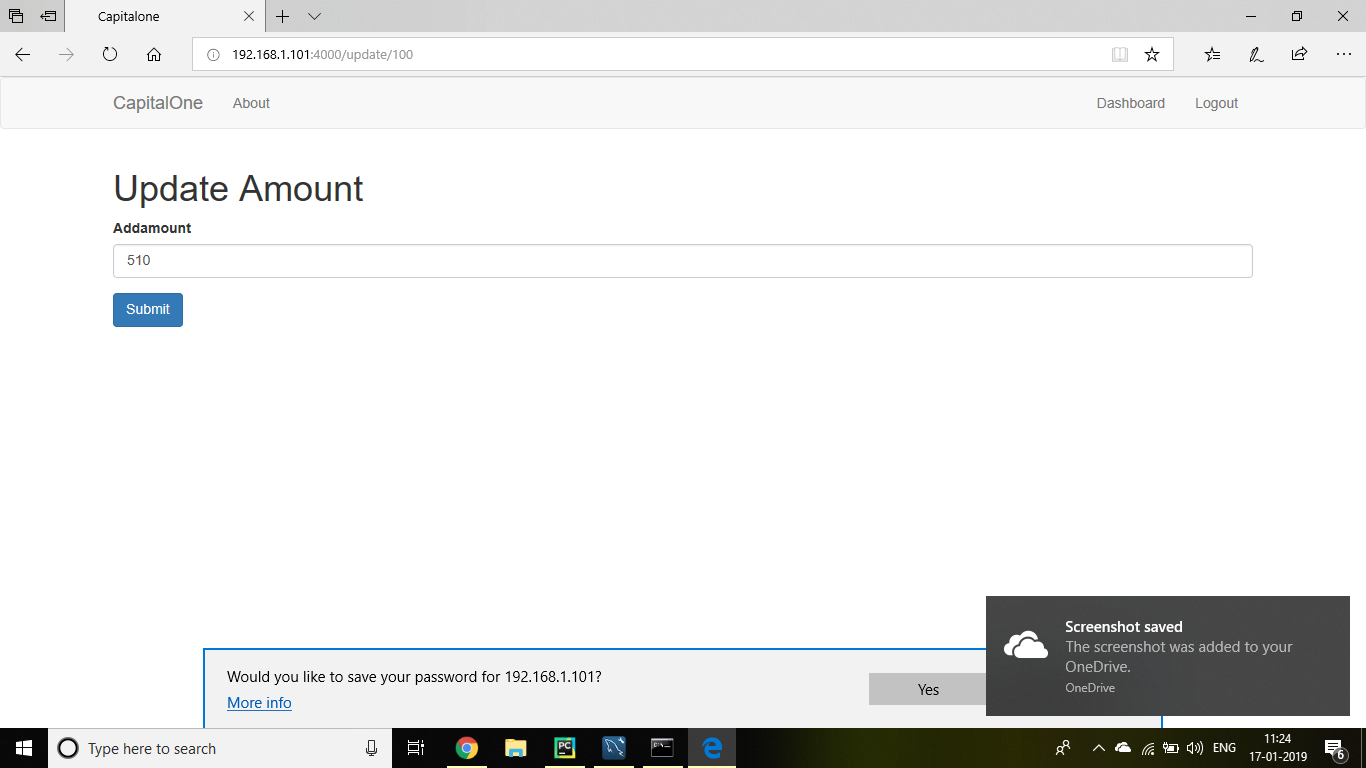 Capitalone
192.168.1.101:4000/update/100
CapitalOne About Dashboard Logout
Update Amount
Addamount
510
Submit
Screenshot saved
The screenshot was added to your
OneDrive.
OneDrive
Would you like to save your password for 192.168.1.101?
Yes
More info
Type here to search
PC
C:\_
ENG
11:24
17-01-2019
6